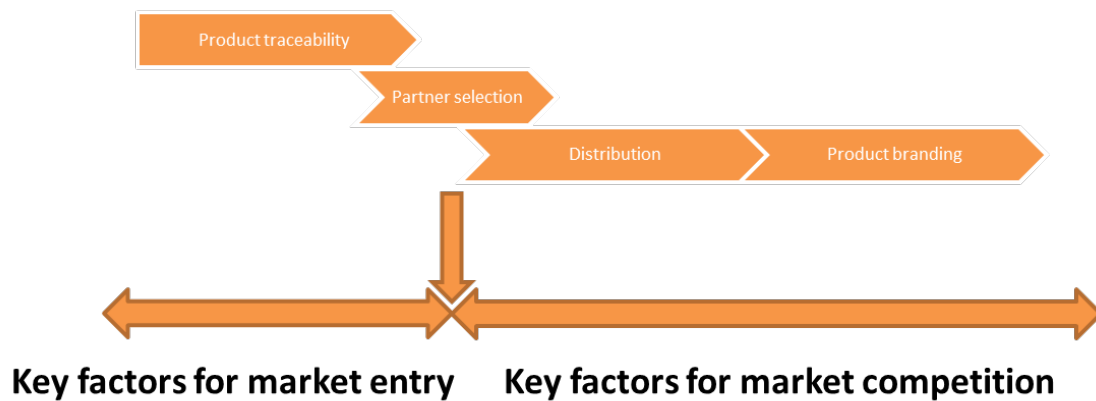 Product traceability
Partner selection
Distribution
Product branding
Key factors for market entry
Key factors for market competition